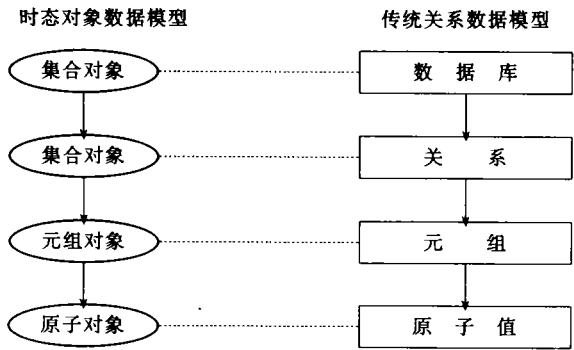 时态对象数据模型 传统关系数据模型
集合对象 数据库
集合对象 关系
元组对象 元组
原子对象 原子值